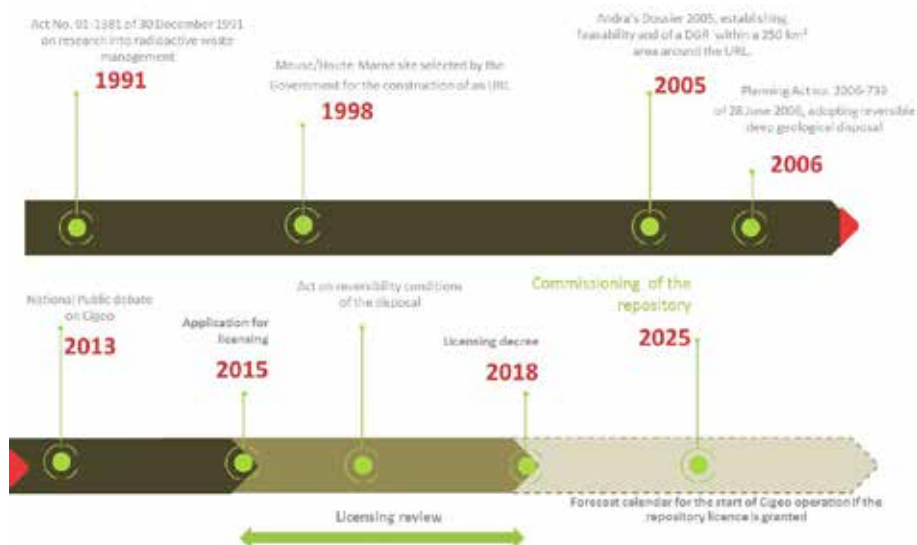 Act No. 91-1381 of 30 December 1991
on research into radioactive waste
management
1991
Meuse/Haute Marne site selected by the
Government for the construction of an URL
1998
Andra's Dossier 2005, establishing
feasability and of a DGR within a 250 km²
area around the URL.
2005
Planning Act no. 2006-739
of 28 June 2006, adopting reversible
deep geological disposal
2006
National Public debate
on Cigeo
2013
Application for
licensing
2015
Act on reversibility conditions
of the disposal
Licensing decree
2018
Commissioning of the
repository
2025
Licensing review
Forecast calendar for the start of Cigeo operation if the
repository licence is granted